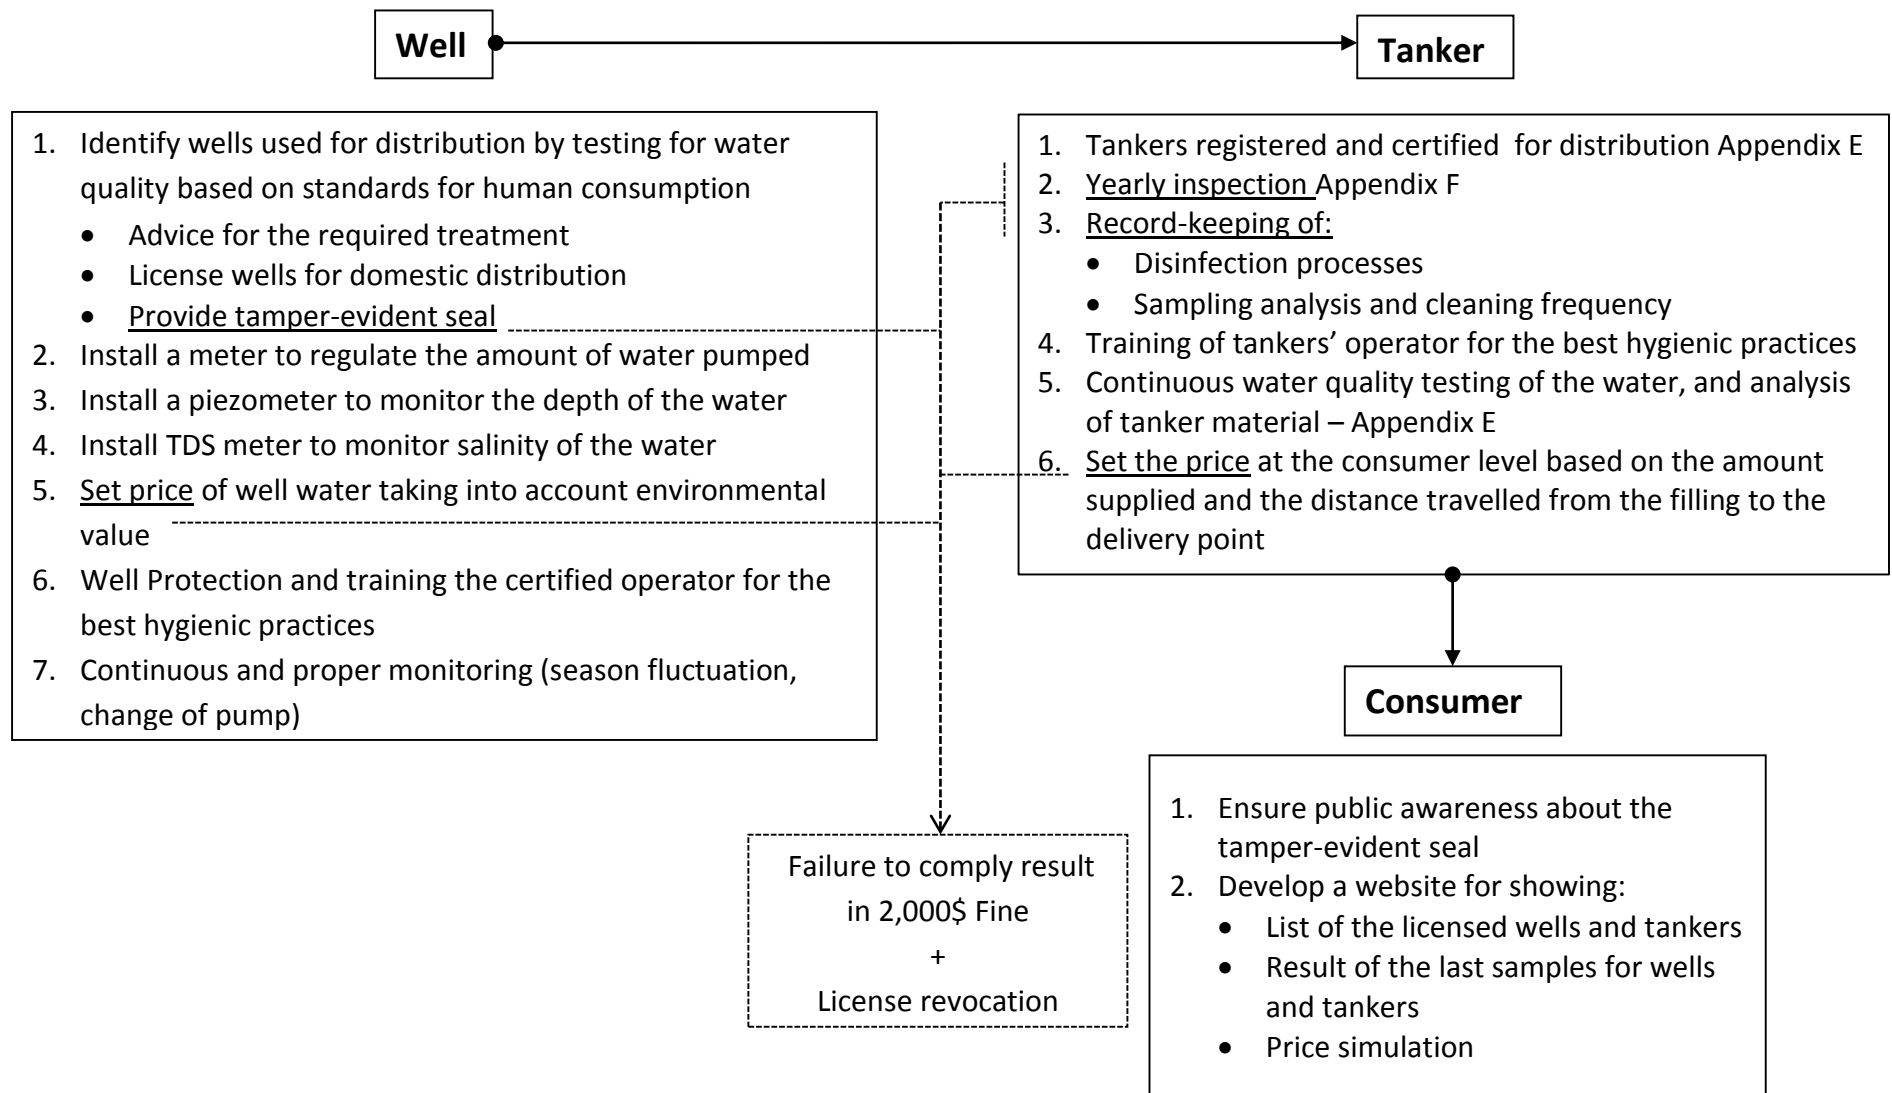 Well
Tanker
1. Identify wells used for distribution by testing for water
quality based on standards for human consumption
• Advice for the required treatment
• License wells for domestic distribution
• Provide tamper-evident seal
2. Install a meter to regulate the amount of water pumped
3. Install a piezometer to monitor the depth of the water
4. Install TDS meter to monitor salinity of the water
5. Set price of well water taking into account environmental
value
6. Well Protection and training the certified operator for the
best hygienic practices
7. Continuous and proper monitoring (season fluctuation,
change of pump)
1. Tankers registered and certified for distribution Appendix E
2. Yearly inspection Appendix F
3. Record-keeping of:
• Disinfection processes
• Sampling analysis and cleaning frequency
4. Training of tankers’ operator for the best hygienic practices
5. Continuous water quality testing of the water, and analysis
of tanker material – Appendix E
6. Set the price at the consumer level based on the amount
supplied and the distance travelled from the filling to the
delivery point
Consumer
1. Ensure public awareness about the
tamper-evident seal
2. Develop a website for showing:
• List of the licensed wells and tankers
• Result of the last samples for wells
and tankers
• Price simulation
Failure to comply result
in 2,000$ Fine
+
License revocation